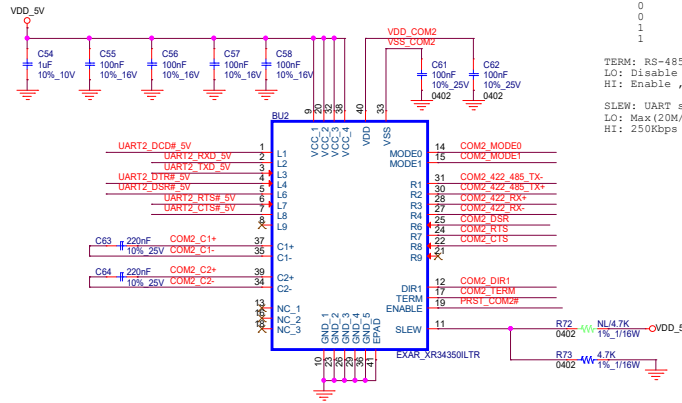 VDD_5V
C54
1uF
10%_10V
C55
100nF
10%_16V
C56
100nF
10%_16V
C57
100nF
10%_16V
C58
100nF
10%_16V
VDD_COM2
VSS_COM2
C61
100nF
10%_25V
0402
C62
100nF
10%_25V
0402
0
0
1
1
TERM: RS-485
LO: Disable
HI: Enable ,
SLEW: UART s
LO: Max(20M/
HI: 250Kbps
BU2
9
20
32
38
40
33
VCC_1
VCC_2
VCC_3
VCC_4
VDD
VSS
UART2_DCD#_5V 1 L1
UART2_RXD_5V 2 L2
UART2_TXD_5V 3 L3
UART2_DTR#_5V 4 L4
UART2_DSR#_5V 5 L6
UART2_RTS#_5V 6 L7
UART2_CTS#_5V 7 L8
8 L9
C63 220nF 10%_25V
COM2_C1+ 37 C1+
COM2_C1- 35 C1-
C64 220nF 10%_25V
COM2_C2+ 39 C2+
COM2_C2- 34 C2-
13 NC_1
16 NC_2
18 NC_3
MODE0 14 COM2_MODE0
MODE1 15 COM2_MODE1
R1 31 COM2_422_485_TX-
R2 30 COM2_422_485_TX+
R3 28 COM2_422_RX+
R4 27 COM2_422_RX-
R6 25 COM2_DSR
R7 24 COM2_RTS
R8 22 COM2_CTS
R9 21
DIR1 12 COM2_DIR1
TERM 17 COM2_TERM
ENABLE 19 PRST_COM2#
SLEW 11
GND_1
GND_2
GND_3
GND_4
GND_5
EPAD
10
23
26
29
36
41
EXAR_XR34350ILTR
R72 NL/4.7K
0402 1%_1/16W
VDD_5
R73 4.7K
0402 1%_1/16W